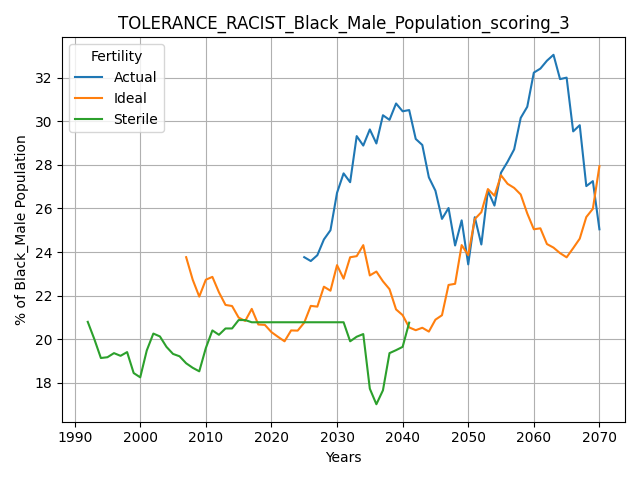 TOLERANCE_RACIST_Black_Male_Population_scoring_3
Fertility
Actual
Ideal
Sterile
% of Black_Male Population
32
30
28
26
24
22
20
18
1990 2000 2010 2020 2030 2040 2050 2060 2070
Years